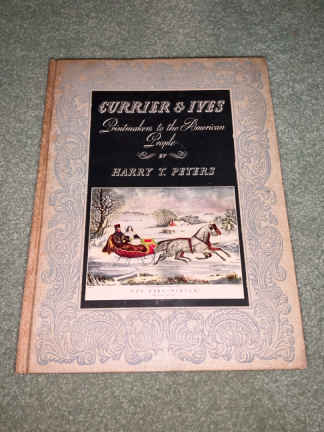 CURRIER & IVES
Printmakers to the American
People
BY
HARRY T. PETERS